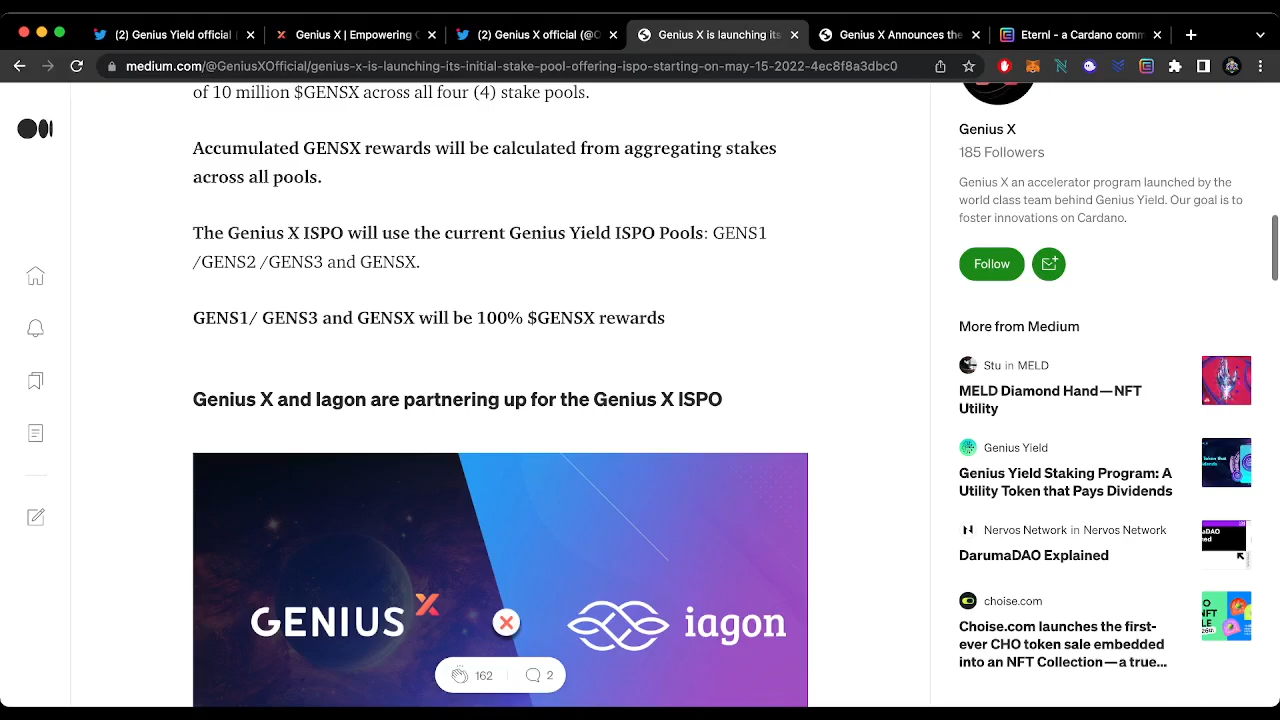 (2) Genius Yield official (
Genius X | Empowering C
(2) Genius X official (@O
Genius X is launching its
Genius X Announces the
Eternl - a Cardano comm
medium.com/@GeniusXOfficial/genius-x-is-launching-its-initial-stake-pool-offering-ispo-starting-on-may-15-2022-4ec8f8a3dbc0
of 10 million $GENSX across all four (4) stake pools.
Accumulated GENSX rewards will be calculated from aggregating stakes
across all pools.
The Genius X ISPO will use the current Genius Yield ISPO Pools: GENS1
/GENS2 /GENS3 and GENSX.
GENS1/ GENS3 and GENSX will be 100% $GENSX rewards
Genius X and Iagon are partnering up for the Genius X ISPO
GENIUS X
iagon
162
2
Genius X
185 Followers
Genius X an accelerator program launched by the
world class team behind Genius Yield. Our goal is to
foster innovations on Cardano.
Follow
More from Medium
Stu in MELD
MELD Diamond Hand—NFT
Utility
Genius Yield
Genius Yield Staking Program: A
Utility Token that Pays Dividends
Nervos Network in Nervos Network
DarumaDAO Explained
choise.com
Choise.com launches the first-
ever CHO token sale embedded
into an NFT Collection—a true...